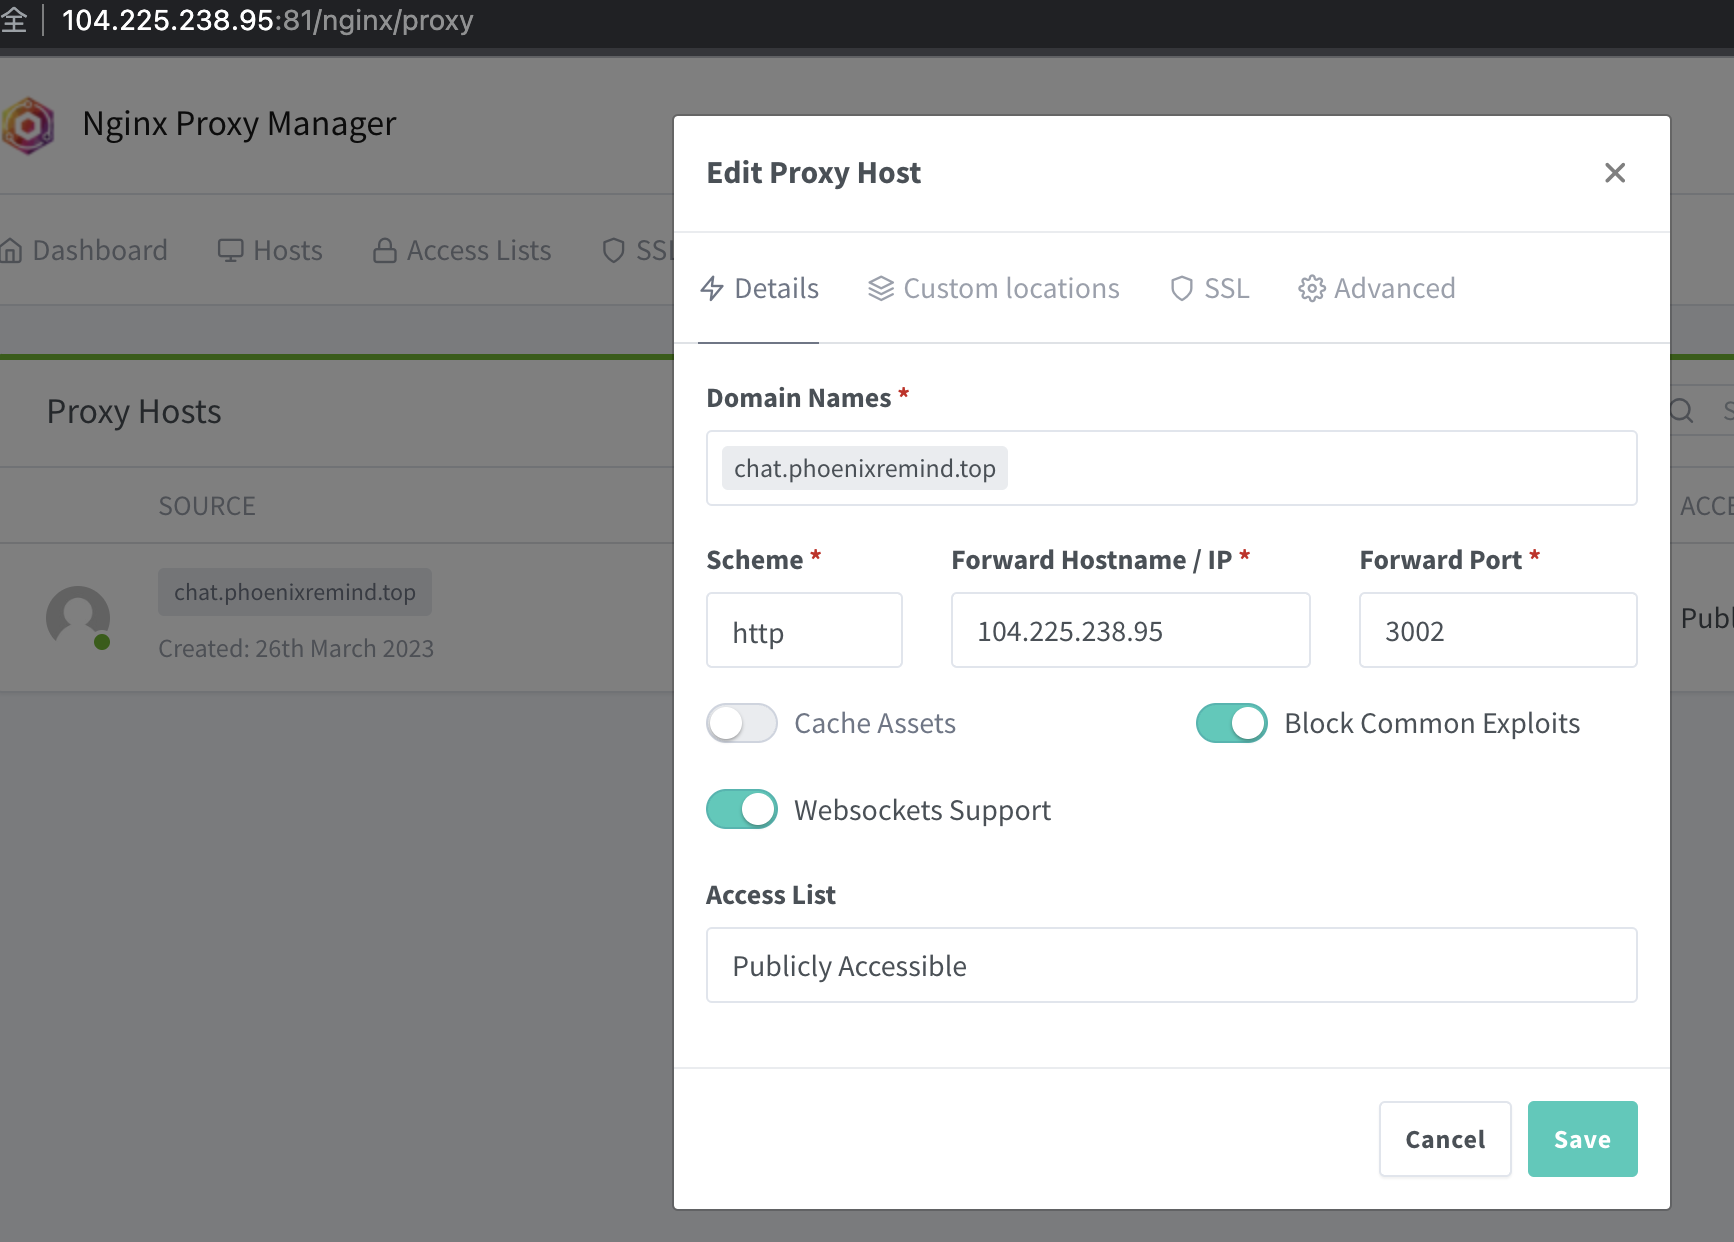 全 104.225.238.95:81/nginx/proxy
Nginx Proxy Manager
Dashboard Hosts Access Lists SSL
Proxy Hosts
SOURCE
chat.phoenixremind.top
Created: 26th March 2023
Edit Proxy Host
Details Custom locations SSL Advanced
Domain Names *
chat.phoenixremind.top
Scheme * Forward Hostname / IP * Forward Port *
http 104.225.238.95 3002
Cache Assets Block Common Exploits
Websockets Support
Access List
Publicly Accessible
Cancel Save